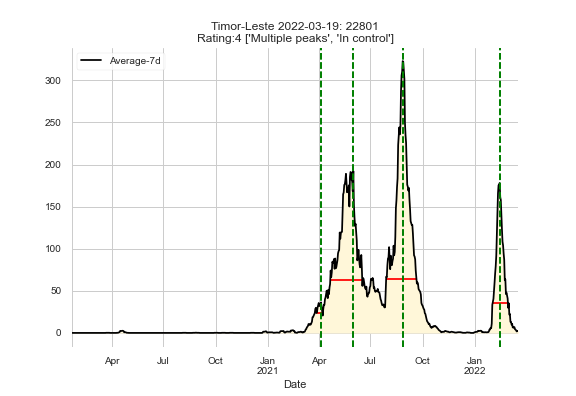 Timor-Leste 2022-03-19: 22801
Rating:4 ['Multiple peaks', 'In control']
Average-7d
300
250
200
150
100
50
0
Apr Jul Oct Jan Apr Jul Oct Jan
2021 2022
Date